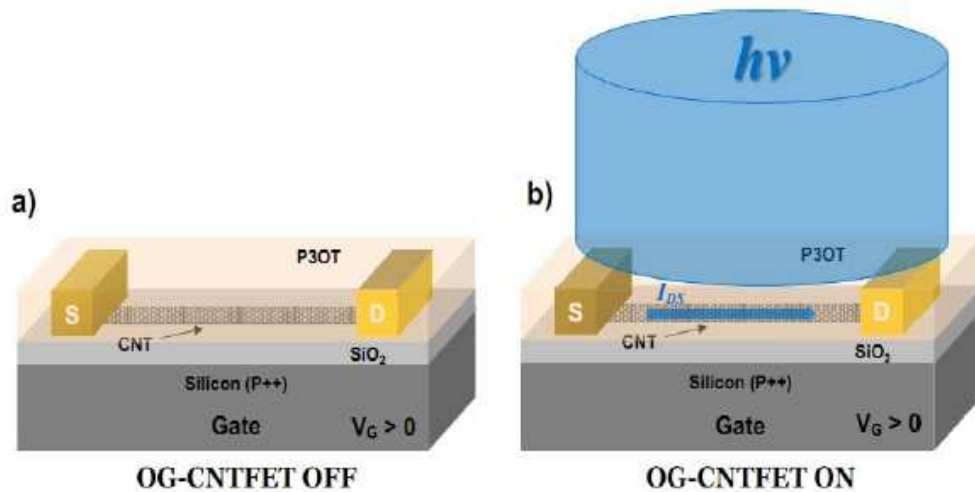 a)
P3OT
S
D
CNT
SiO₂
Silicon (P++)
Gate
V_G > 0
OG-CNTFET OFF
b)
hν
P3OT
S
I_DS
D
CNT
SiO₂
Silicon (P++)
Gate
V_G > 0
OG-CNTFET ON